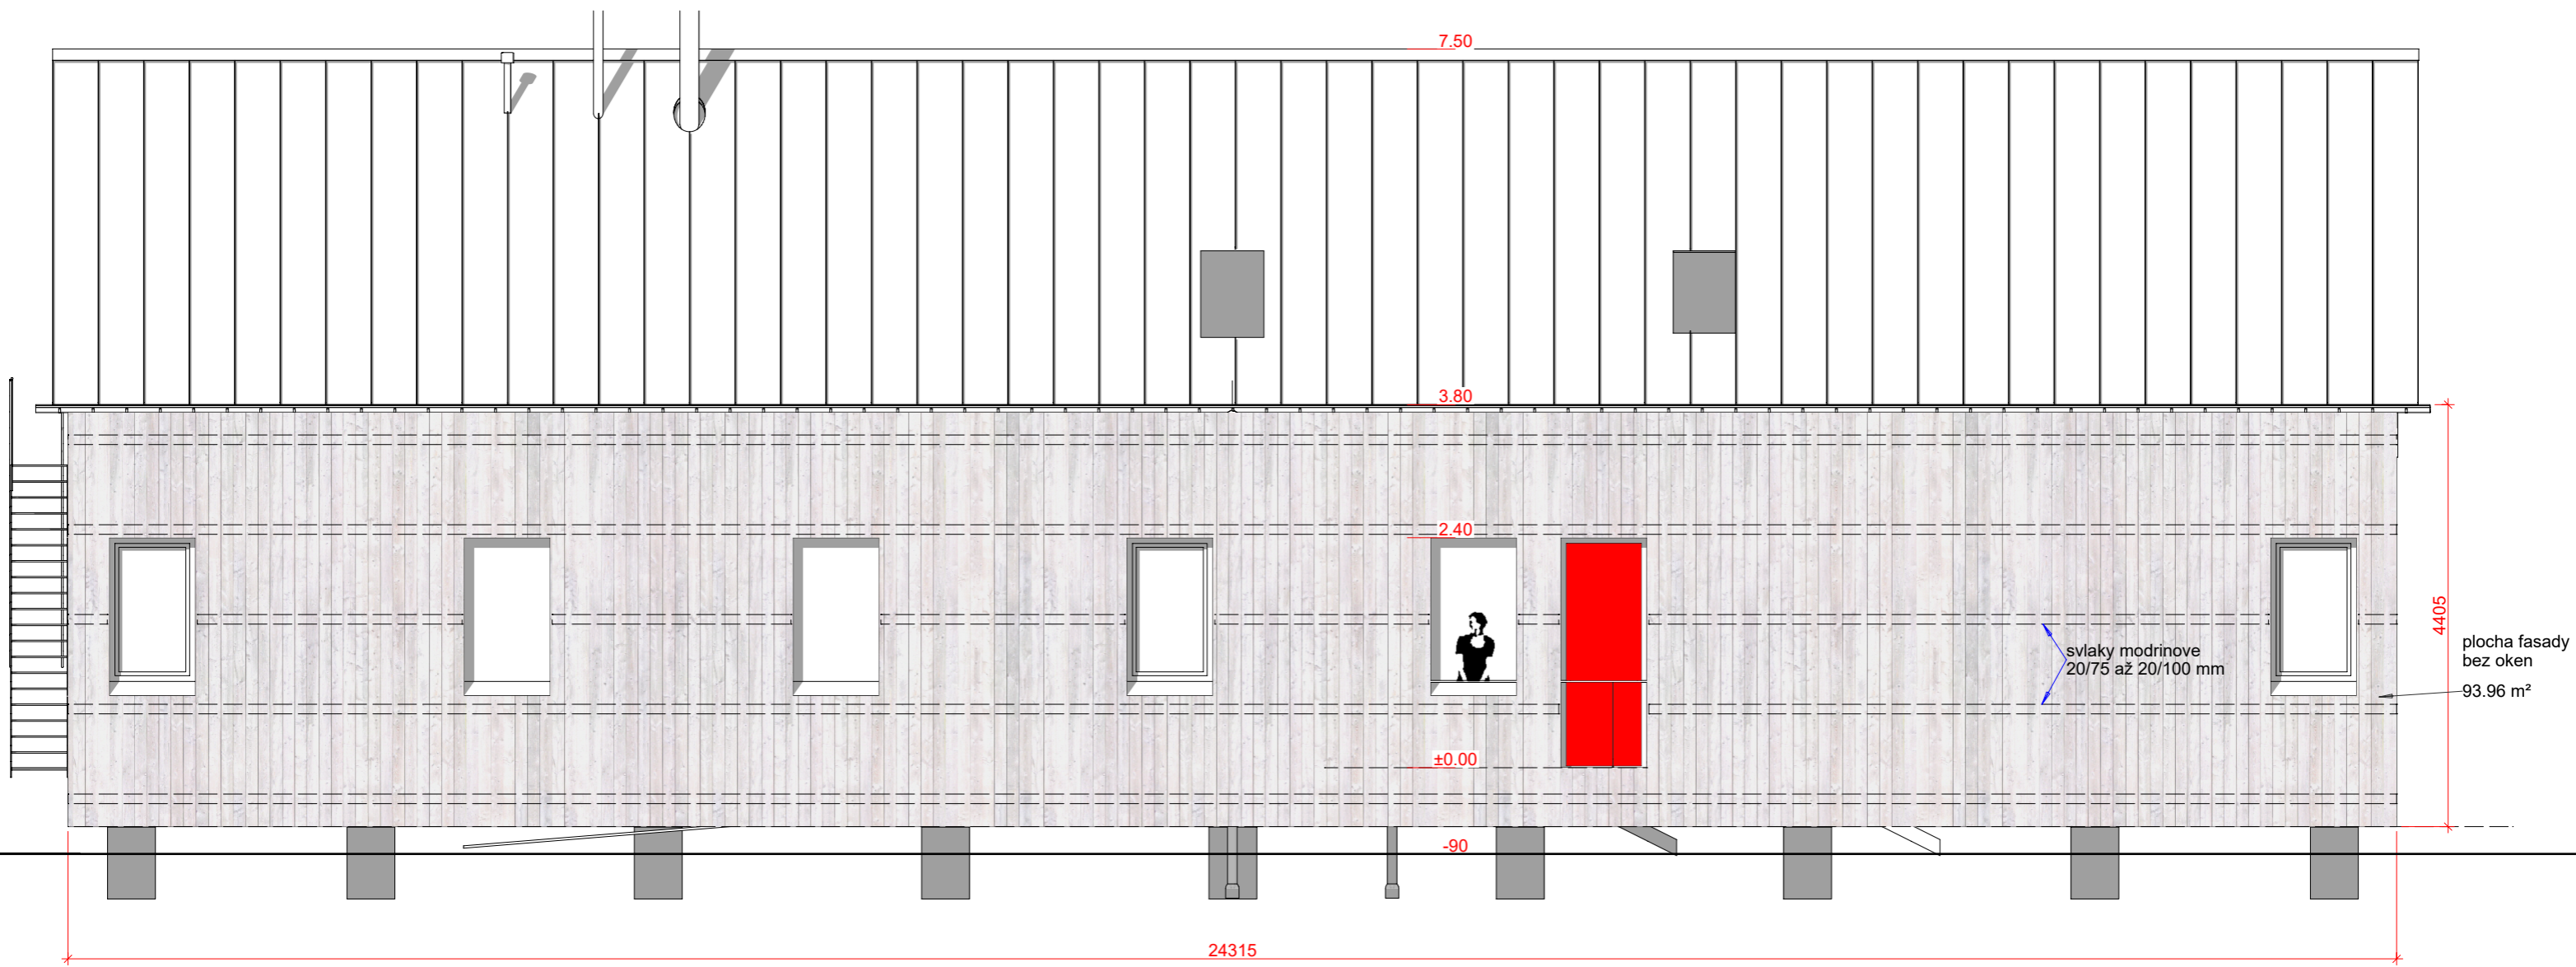 7.50
3.80
2.40
4405
plocha fasady
bez oken
93.96 m²
svlaky modrinove
20/75 až 20/100 mm
±0.00
-90
24315